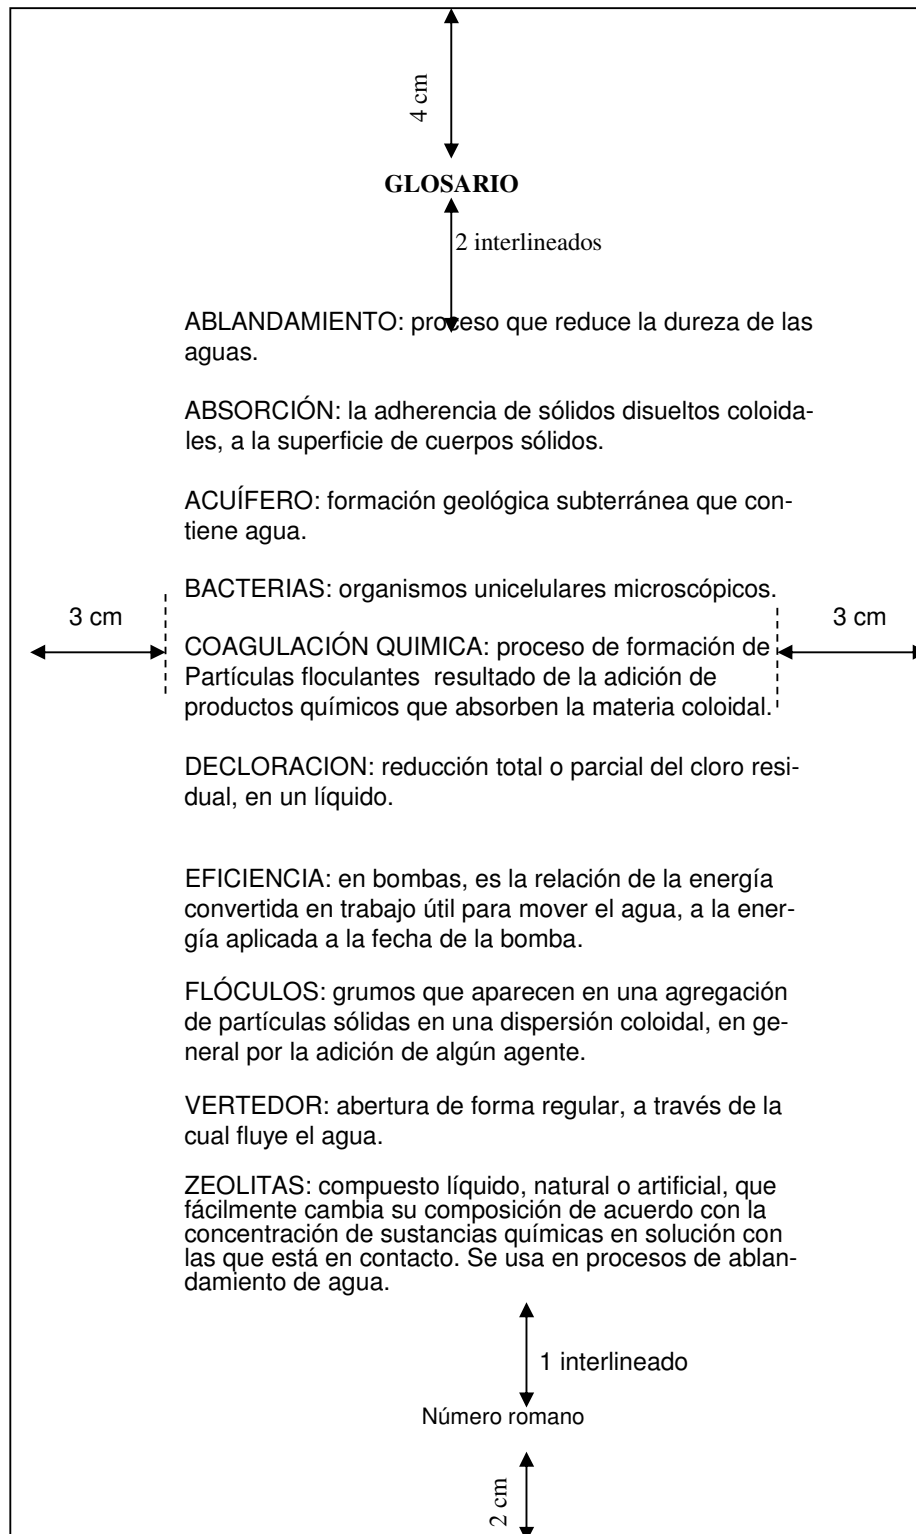 4 cm
GLOSARIO
2 interlineados
ABLANDAMIENTO: proceso que reduce la dureza de las
aguas.
ABSORCIÓN: la adherencia de sólidos disueltos coloida-
les, a la superficie de cuerpos sólidos.
ACUÍFERO: formación geológica subterránea que con-
tiene agua.
BACTERIAS: organismos unicelulares microscópicos.
3 cm
3 cm
COAGULACIÓN QUIMICA: proceso de formación de
Partículas floculantes resultado de la adición de
productos químicos que absorben la materia coloidal.
DECLORACION: reducción total o parcial del cloro resi-
dual, en un líquido.
EFICIENCIA: en bombas, es la relación de la energía
convertida en trabajo útil para mover el agua, a la ener-
gía aplicada a la fecha de la bomba.
FLÓCULOS: grumos que aparecen en una agregación
de partículas sólidas en una dispersión coloidal, en ge-
neral por la adición de algún agente.
VERTEDOR: abertura de forma regular, a través de la
cual fluye el agua.
ZEOLITAS: compuesto líquido, natural o artificial, que
fácilmente cambia su composición de acuerdo con la
concentración de sustancias químicas en solución con
las que está en contacto. Se usa en procesos de ablan-
damiento de agua.
1 interlineado
Número romano
2 cm